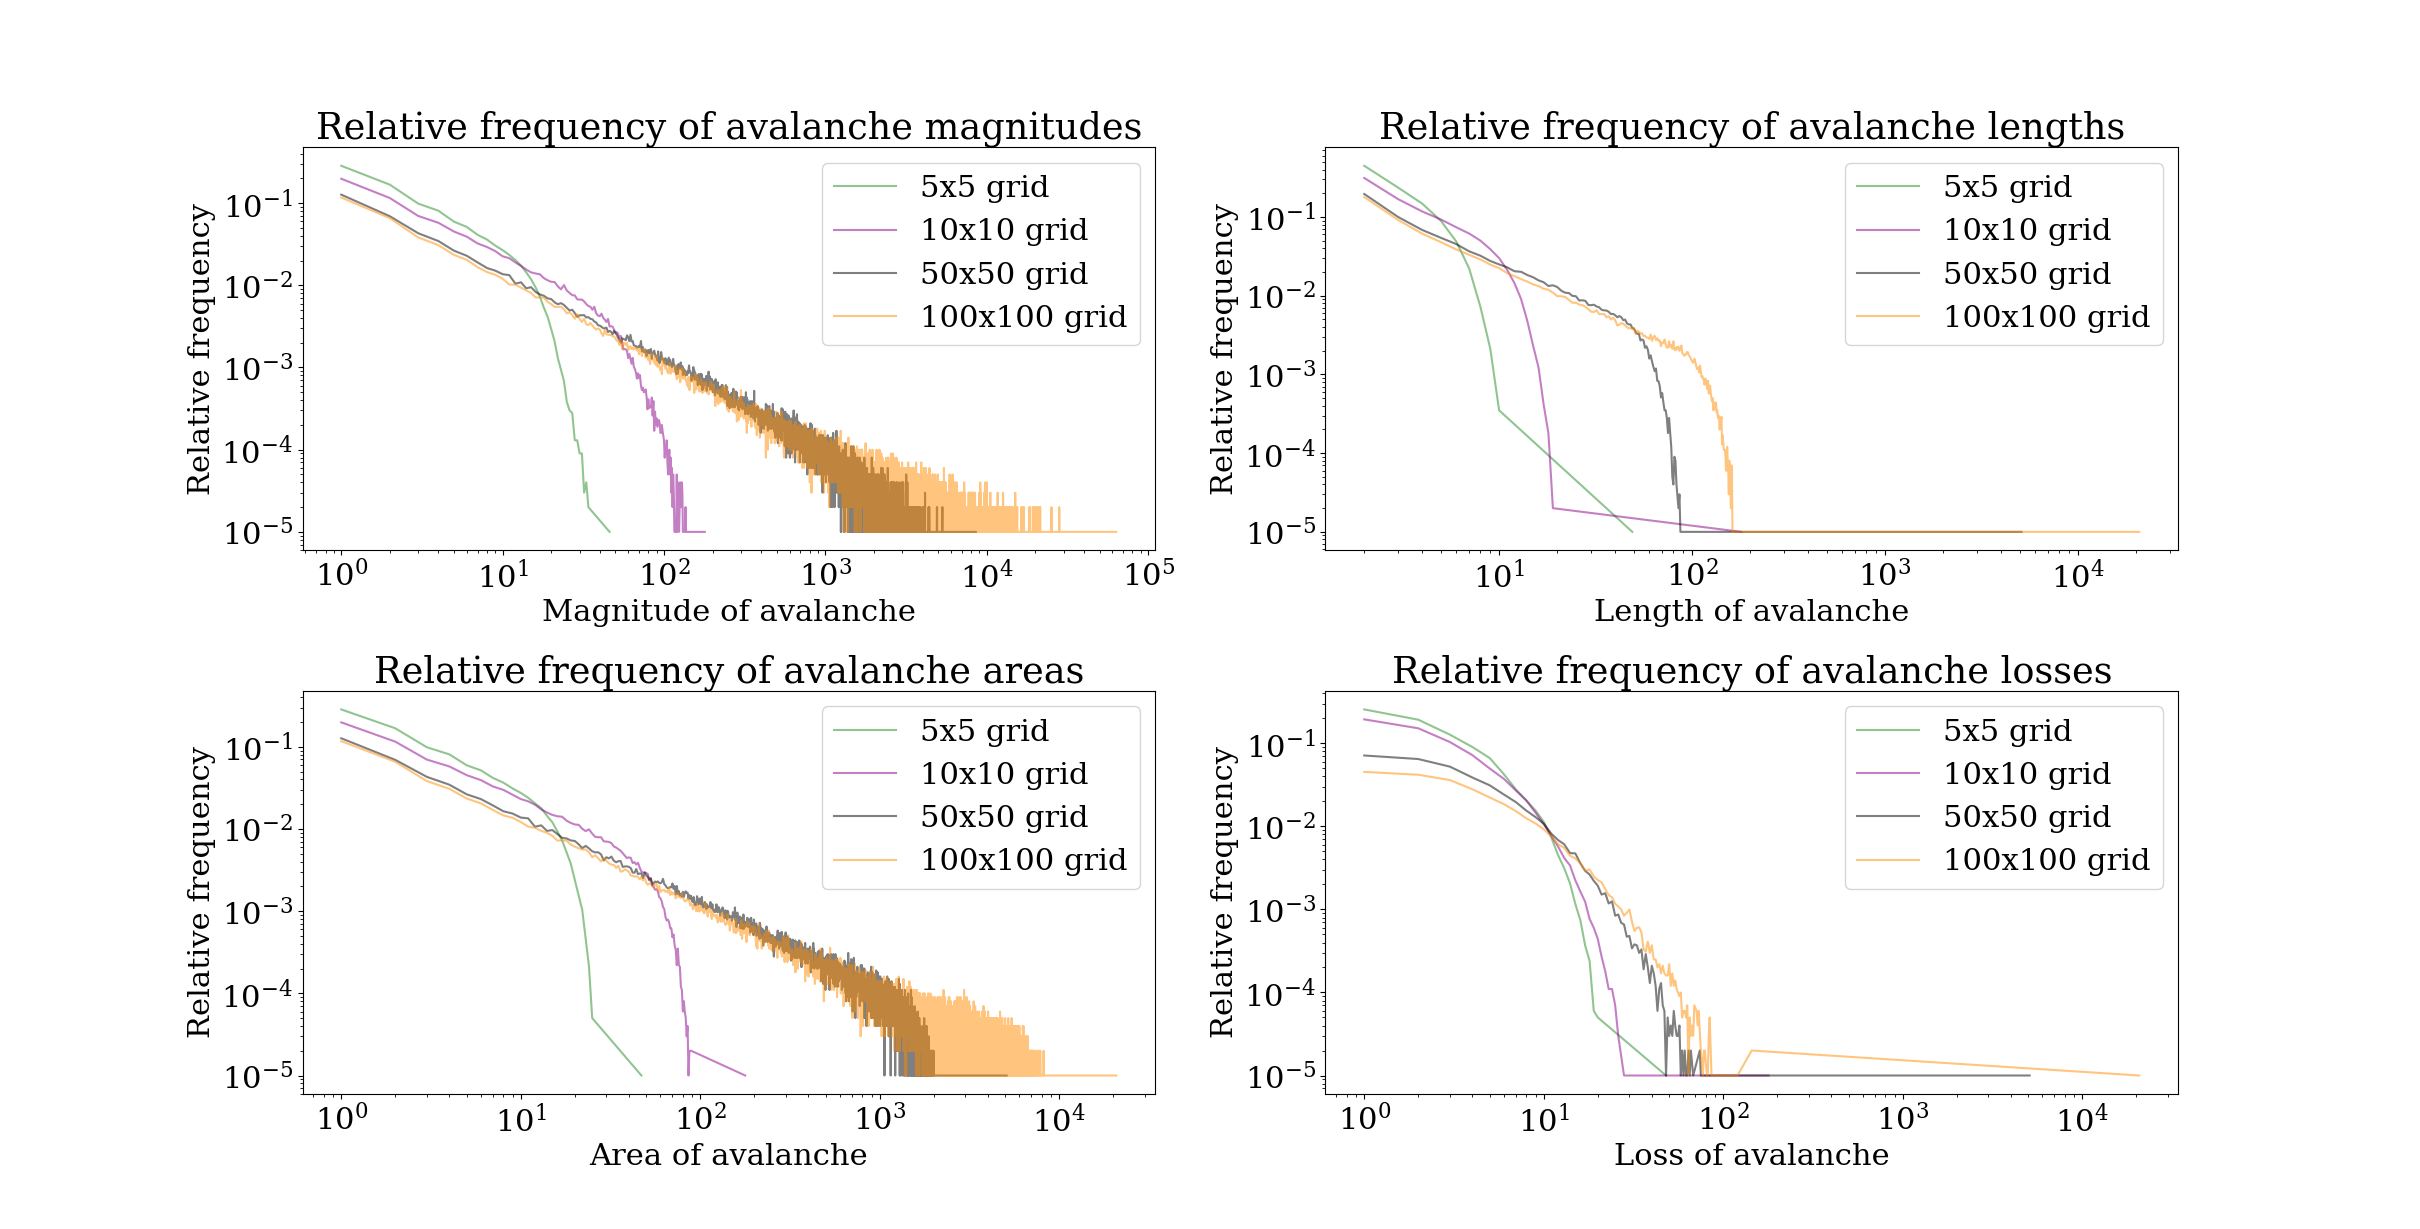 Relative frequency of avalanche magnitudes
Relative frequency
10^-1
10^-2
10^-3
10^-4
10^-5
5x5 grid
10x10 grid
50x50 grid
100x100 grid
10^0 10^1 10^2 10^3 10^4 10^5
Magnitude of avalanche
Relative frequency of avalanche lengths
Relative frequency
10^-1
10^-2
10^-3
10^-4
10^-5
5x5 grid
10x10 grid
50x50 grid
100x100 grid
10^1 10^2 10^3 10^4
Length of avalanche
Relative frequency of avalanche areas
Relative frequency
10^-1
10^-2
10^-3
10^-4
10^-5
5x5 grid
10x10 grid
50x50 grid
100x100 grid
10^0 10^1 10^2 10^3 10^4
Area of avalanche
Relative frequency of avalanche losses
Relative frequency
10^-1
10^-2
10^-3
10^-4
10^-5
5x5 grid
10x10 grid
50x50 grid
100x100 grid
10^0 10^1 10^2 10^3 10^4
Loss of avalanche